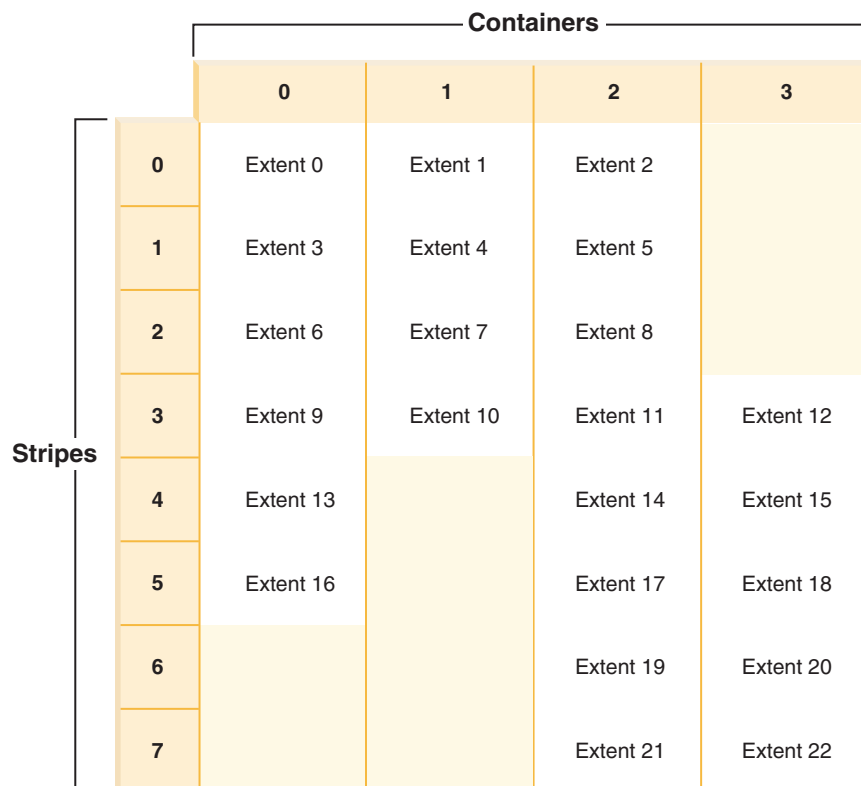 Containers
0 1 2 3
0 Extent 0 Extent 1 Extent 2
1 Extent 3 Extent 4 Extent 5
2 Extent 6 Extent 7 Extent 8
3 Extent 9 Extent 10 Extent 11 Extent 12
Stripes
4 Extent 13 Extent 14 Extent 15
5 Extent 16 Extent 17 Extent 18
6 Extent 19 Extent 20
7 Extent 21 Extent 22